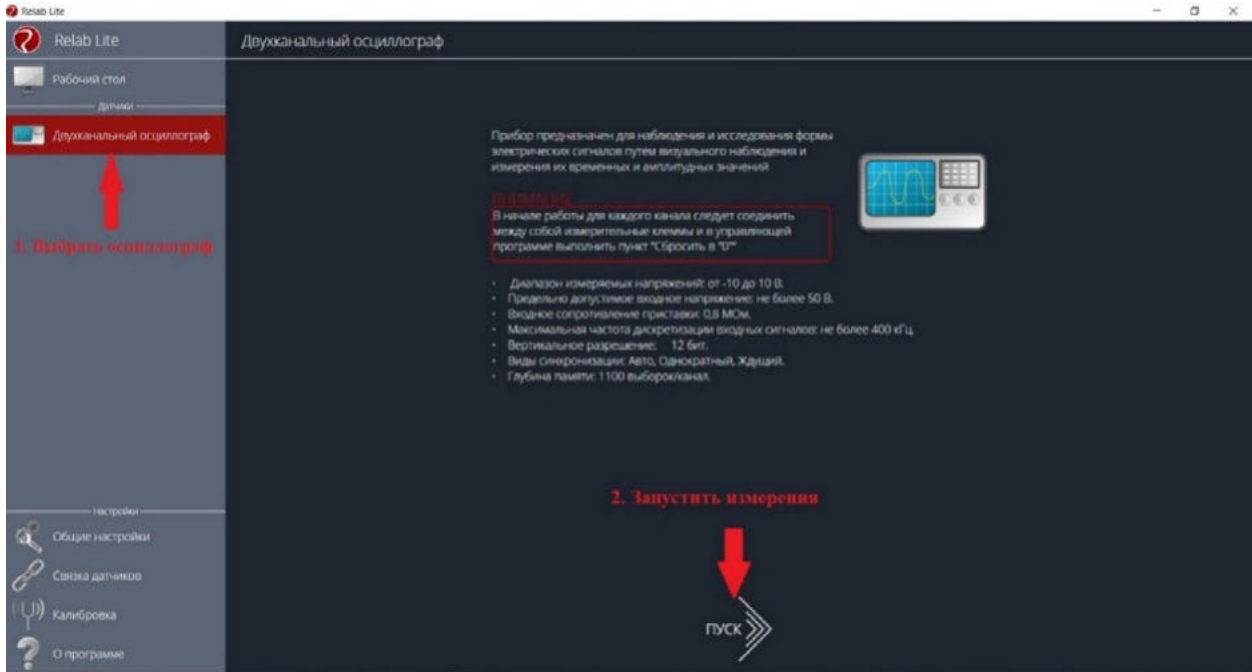 Relab Lite
Relab Lite
Двухканальный осциллограф
Рабочий стол
Датчики
Двухканальный осциллограф
1. Выбрать осциллограф
Прибор предназначен для наблюдения и исследования формы
электрических сигналов путем визуального наблюдения и
измерения их временных и амплитудных значений
ВНИМАНИЕ
В начале работы для каждого канала следует соединить
между собой измерительные клеммы и в управляющей
программе выполнить пункт "Сбросить в "0""
• Диапазон измеряемых напряжений: от -10 до 10 В.
• Предельно допустимое входное напряжение: не более 50 В.
• Входное сопротивление приставки: 0,8 МОм.
• Максимальная частота дискретизации входных сигналов: не более 400 кГц.
• Вертикальное разрешение: 12 бит.
• Виды синхронизации: Авто, Однократный, Ждущий.
• Глубина памяти: 1100 выборок/канал.
2. Запустить измерения
ПУСК
Настройки
Общие настройки
Связка датчиков
Калибровка
О программе